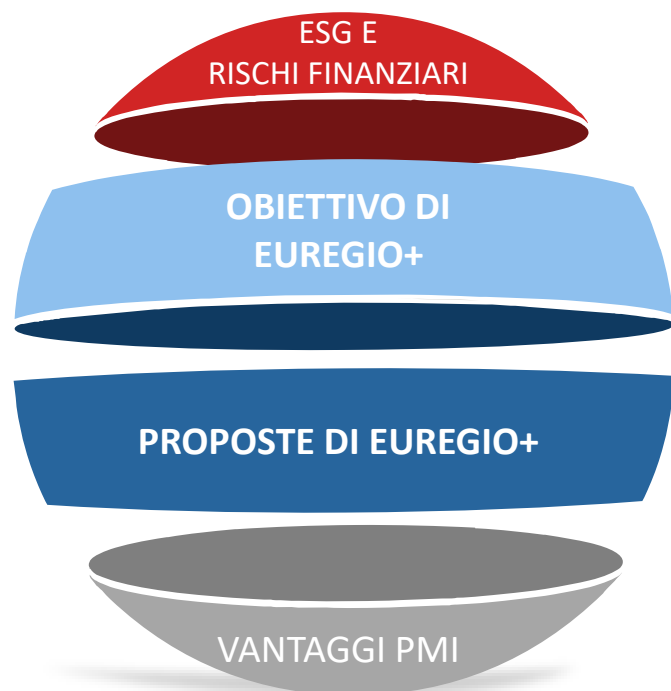 ESG E
RISCHI FINANZIARI
OBIETTIVO DI
EUREGIO+
PROPOSTE DI EUREGIO+
VANTAGGI PMI